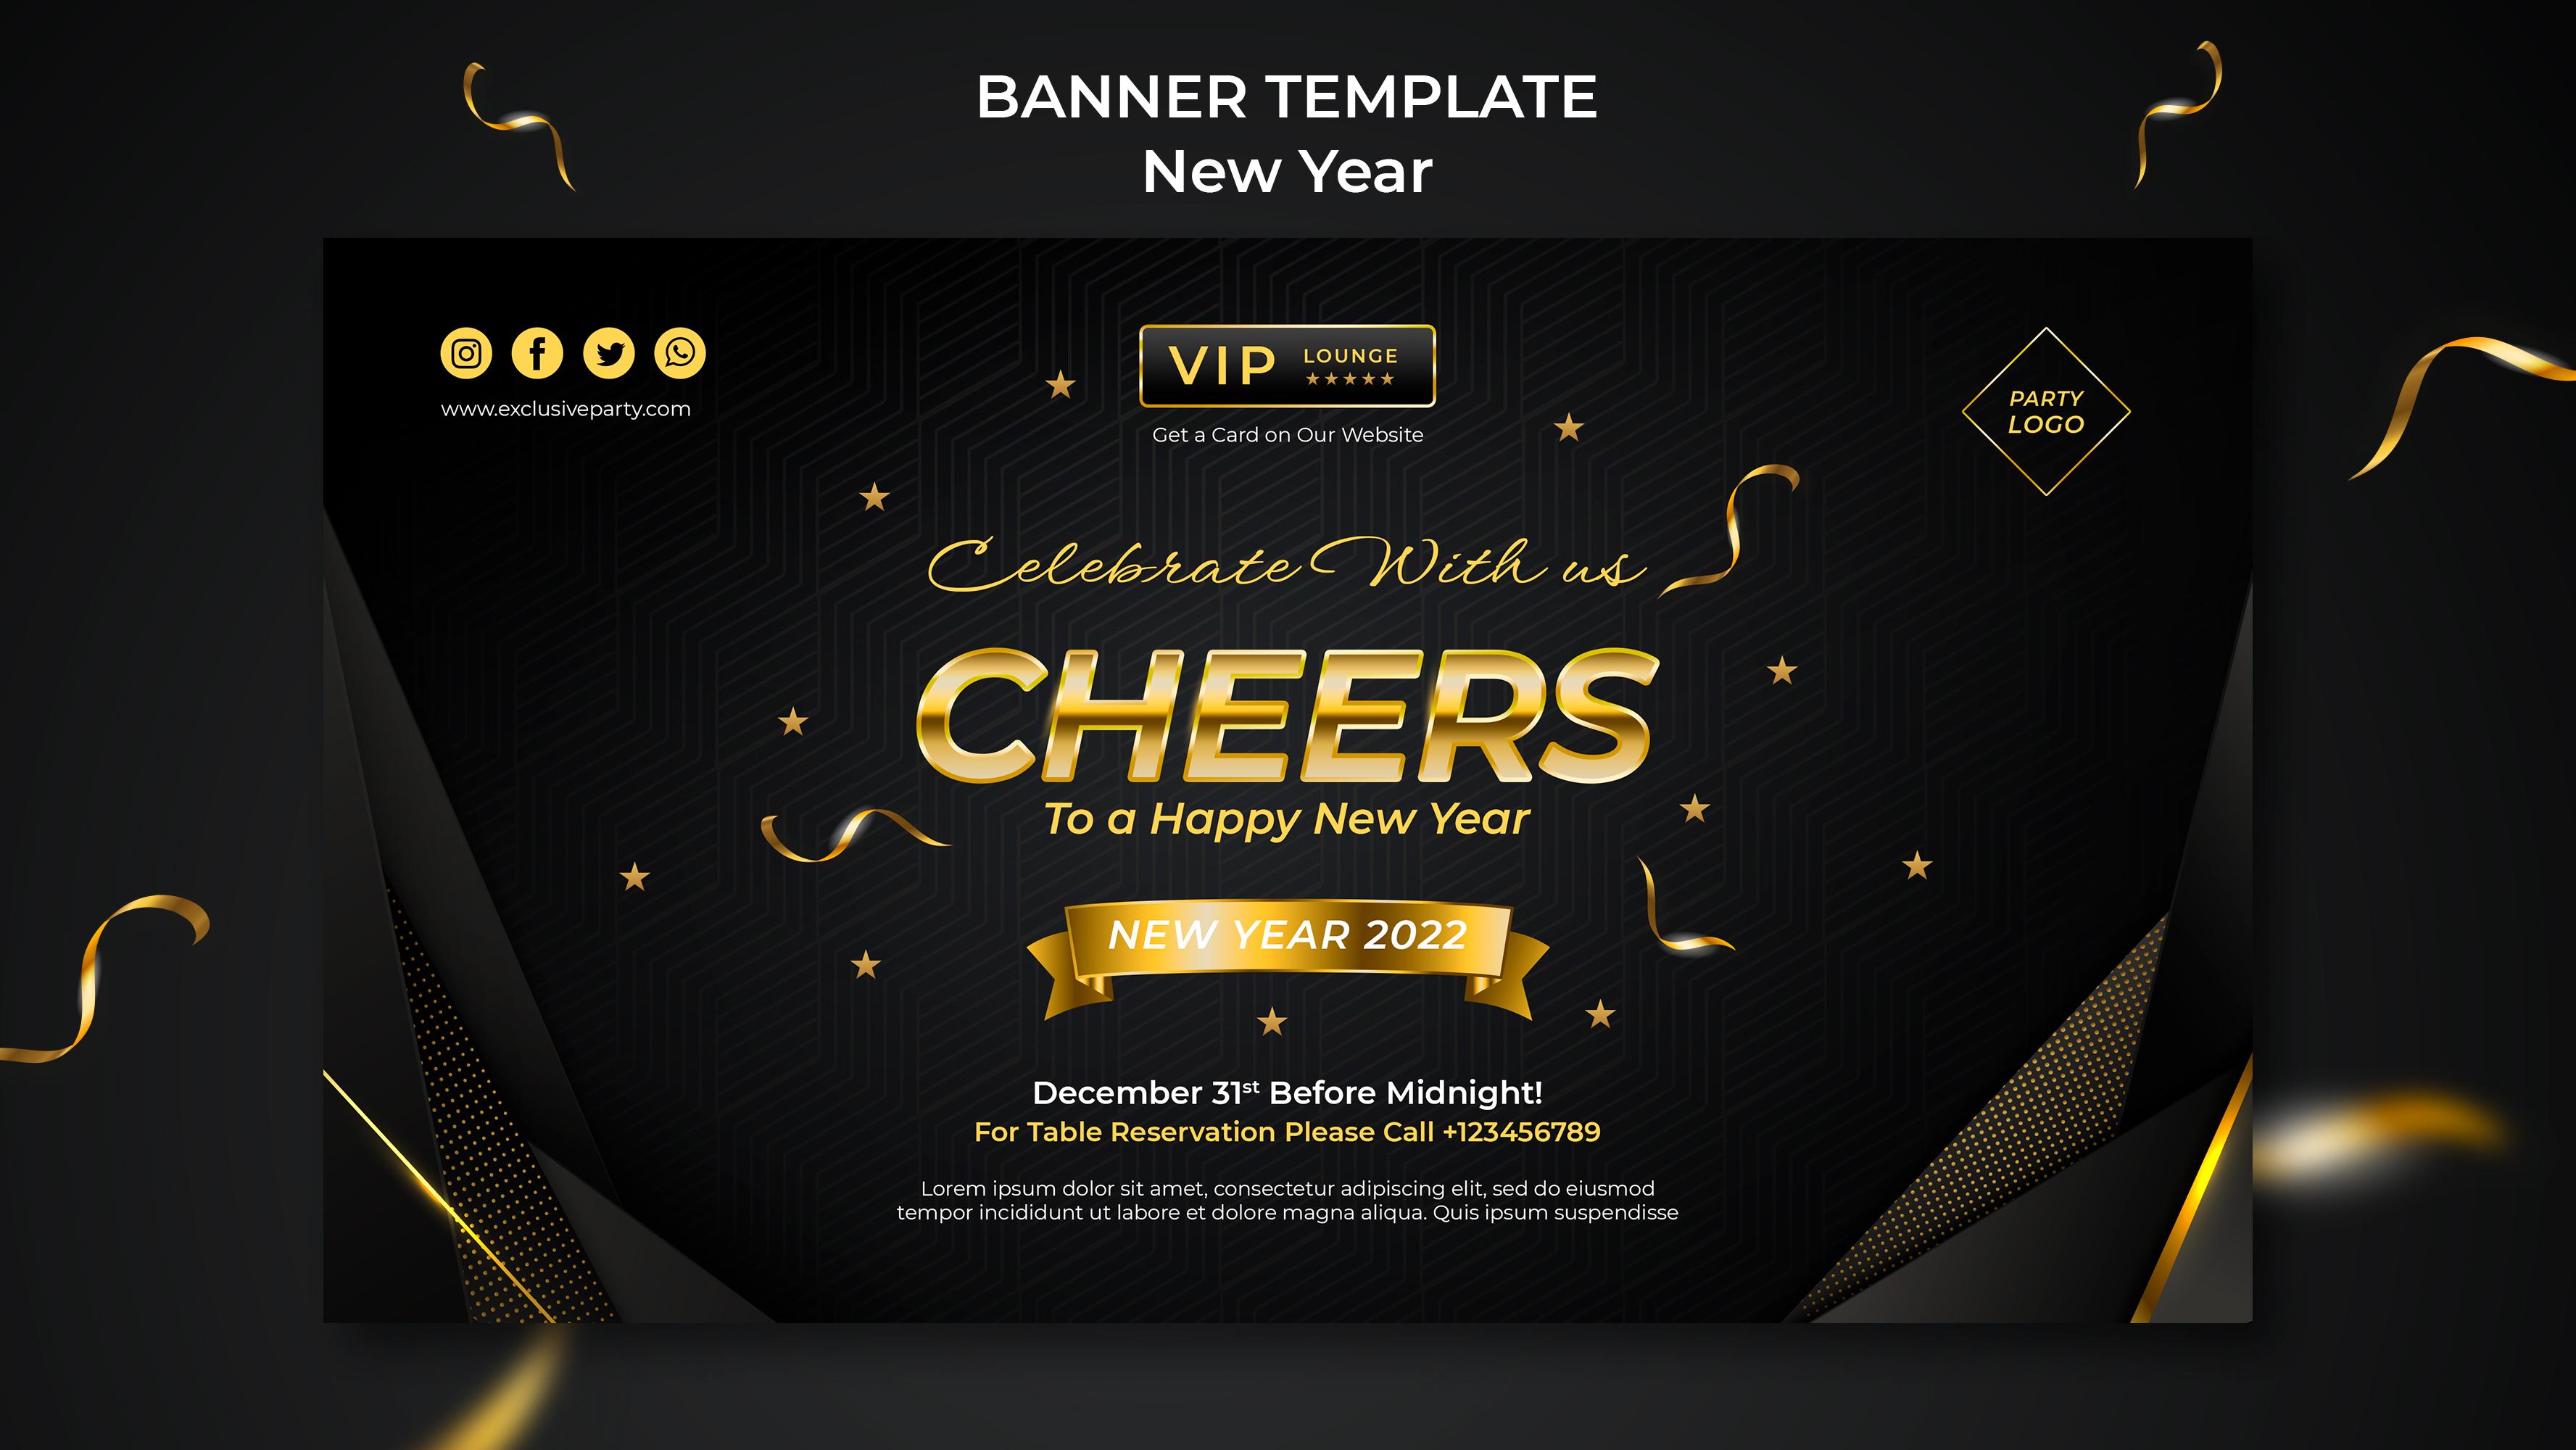 BANNER TEMPLATE
New Year
www.exclusiveparty.com
VIP LOUNGE
Get a Card on Our Website
PARTY
LOGO
Celebrate With us
CHEERS
To a Happy New Year
NEW YEAR 2022
December 31st Before Midnight!
For Table Reservation Please Call +123456789
Lorem ipsum dolor sit amet, consectetur adipiscing elit, sed do eiusmod
tempor incididunt ut labore et dolore magna aliqua. Quis ipsum suspendisse